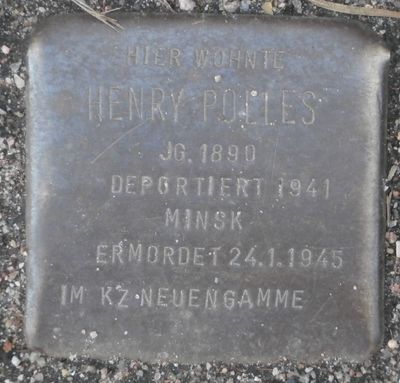 HIER WOHNTE
HENRY POLLES
JG. 1890
DEPORTIERT 1941
MINSK
ERMORDET 24.1.1945
IM KZ NEUENGAMME